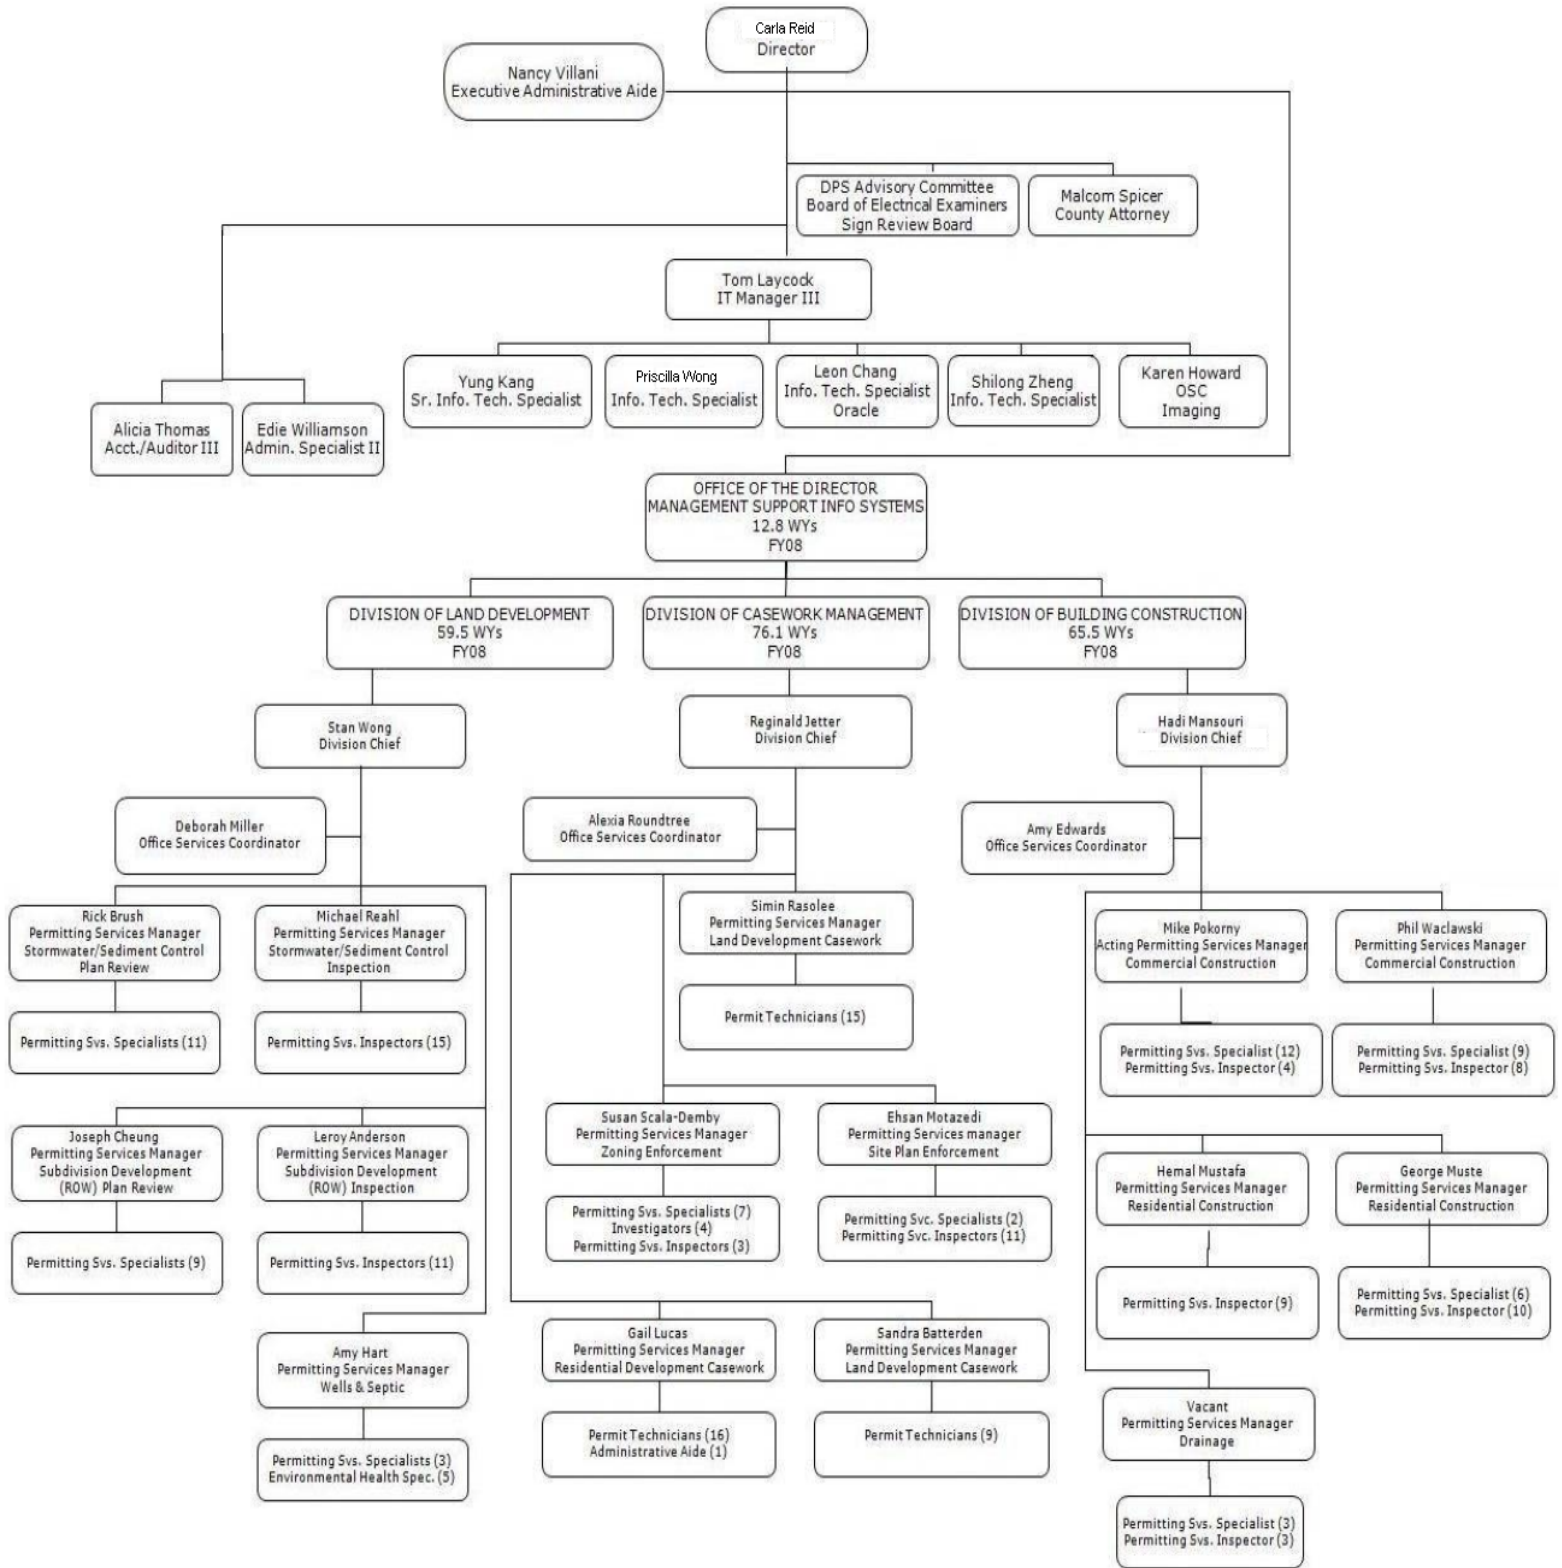 Carla Reid
Director
Nancy Villani
Executive Administrative Aide
DPS Advisory Committee
Board of Electrical Examiners
Sign Review Board
Malcom Spicer
County Attorney
Tom Laycock
IT Manager III
Yung Kang
Sr. Info. Tech. Specialist
Priscilla Wong
Info. Tech. Specialist
Leon Chang
Info. Tech. Specialist
Oracle
Shilong Zheng
Info. Tech. Specialist
Karen Howard
OSC
Imaging
Alicia Thomas
Acct./Auditor III
Edie Williamson
Admin. Specialist II
OFFICE OF THE DIRECTOR
MANAGEMENT SUPPORT INFO SYSTEMS
12.8 WYs
FY08
DIVISION OF LAND DEVELOPMENT
59.5 WYs
FY08
DIVISION OF CASEWORK MANAGEMENT
76.1 WYs
FY08
DIVISION OF BUILDING CONSTRUCTION
65.5 WYs
FY08
Stan Wong
Division Chief
Reginald Jetter
Division Chief
Hadi Mansouri
Division Chief
Deborah Miller
Office Services Coordinator
Alexia Roundtree
Office Services Coordinator
Amy Edwards
Office Services Coordinator
Rick Brush
Permitting Services Manager
Stormwater/Sediment Control
Plan Review
Michael Reahl
Permitting Services Manager
Stormwater/Sediment Control
Inspection
Simin Rasolee
Permitting Services Manager
Land Development Casework
Mike Pokorny
Acting Permitting Services Manager
Commercial Construction
Phil Waclawski
Permitting Services Manager
Commercial Construction
Permitting Svs. Specialists (11)
Permitting Svs. Inspectors (15)
Permit Technicians (15)
Permitting Svs. Specialist (12)
Permitting Svs. Inspector (4)
Permitting Svs. Specialist (9)
Permitting Svs. Inspector (8)
Joseph Cheung
Permitting Services Manager
Subdivision Development
(ROW) Plan Review
Leroy Anderson
Permitting Services Manager
Subdivision Development
(ROW) Inspection
Susan Scala-Demby
Permitting Services Manager
Zoning Enforcement
Ehsan Motazedi
Permitting Services manager
Site Plan Enforcement
Hemal Mustafa
Permitting Services Manager
Residential Construction
George Muste
Permitting Services Manager
Residential Construction
Permitting Svs. Specialists (9)
Permitting Svs. Inspectors (11)
Permitting Svs. Specialists (7)
Investigators (4)
Permitting Svs. Inspectors (3)
Permitting Svc. Specialists (2)
Permitting Svc. Inspectors (11)
Permitting Svs. Inspector (9)
Permitting Svs. Specialist (6)
Permitting Svs. Inspector (10)
Amy Hart
Permitting Services Manager
Wells & Septic
Gail Lucas
Permitting Services Manager
Residential Development Casework
Sandra Batterden
Permitting Services Manager
Land Development Casework
Vacant
Permitting Services Manager
Drainage
Permitting Svs. Specialists (3)
Environmental Health Spec. (5)
Permit Technicians (16)
Administrative Aide (1)
Permit Technicians (9)
Permitting Svs. Specialist (3)
Permitting Svs. Inspector (3)